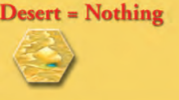 Desert = Nothing